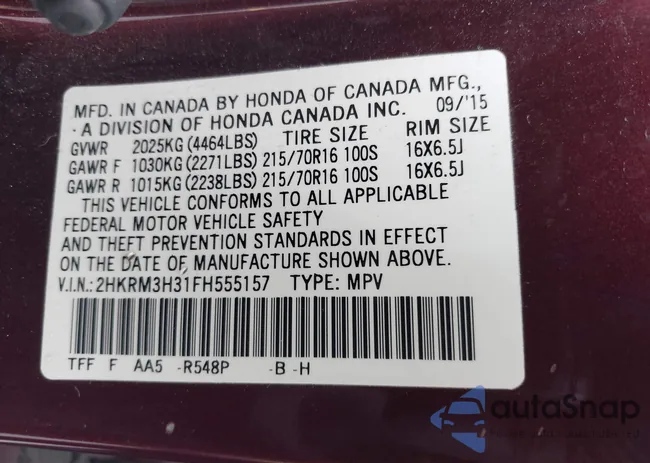 MFD. IN CANADA BY HONDA OF CANADA MFG.,
- A DIVISION OF HONDA CANADA INC. 09/'15
GVWR 2025KG (4464LBS) TIRE SIZE RIM SIZE
GAWR F 1030KG (2271LBS) 215/70R16 100S 16X6.5J
GAWR R 1015KG (2238LBS) 215/70R16 100S 16X6.5J
THIS VEHICLE CONFORMS TO ALL APPLICABLE
FEDERAL MOTOR VEHICLE SAFETY
AND THEFT PREVENTION STANDARDS IN EFFECT
ON THE DATE OF MANUFACTURE SHOWN ABOVE.
V.I.N.:2HKRM3H31FH555157 TYPE: MPV
TFF F AA5 -R548P -B -H
autoSnap